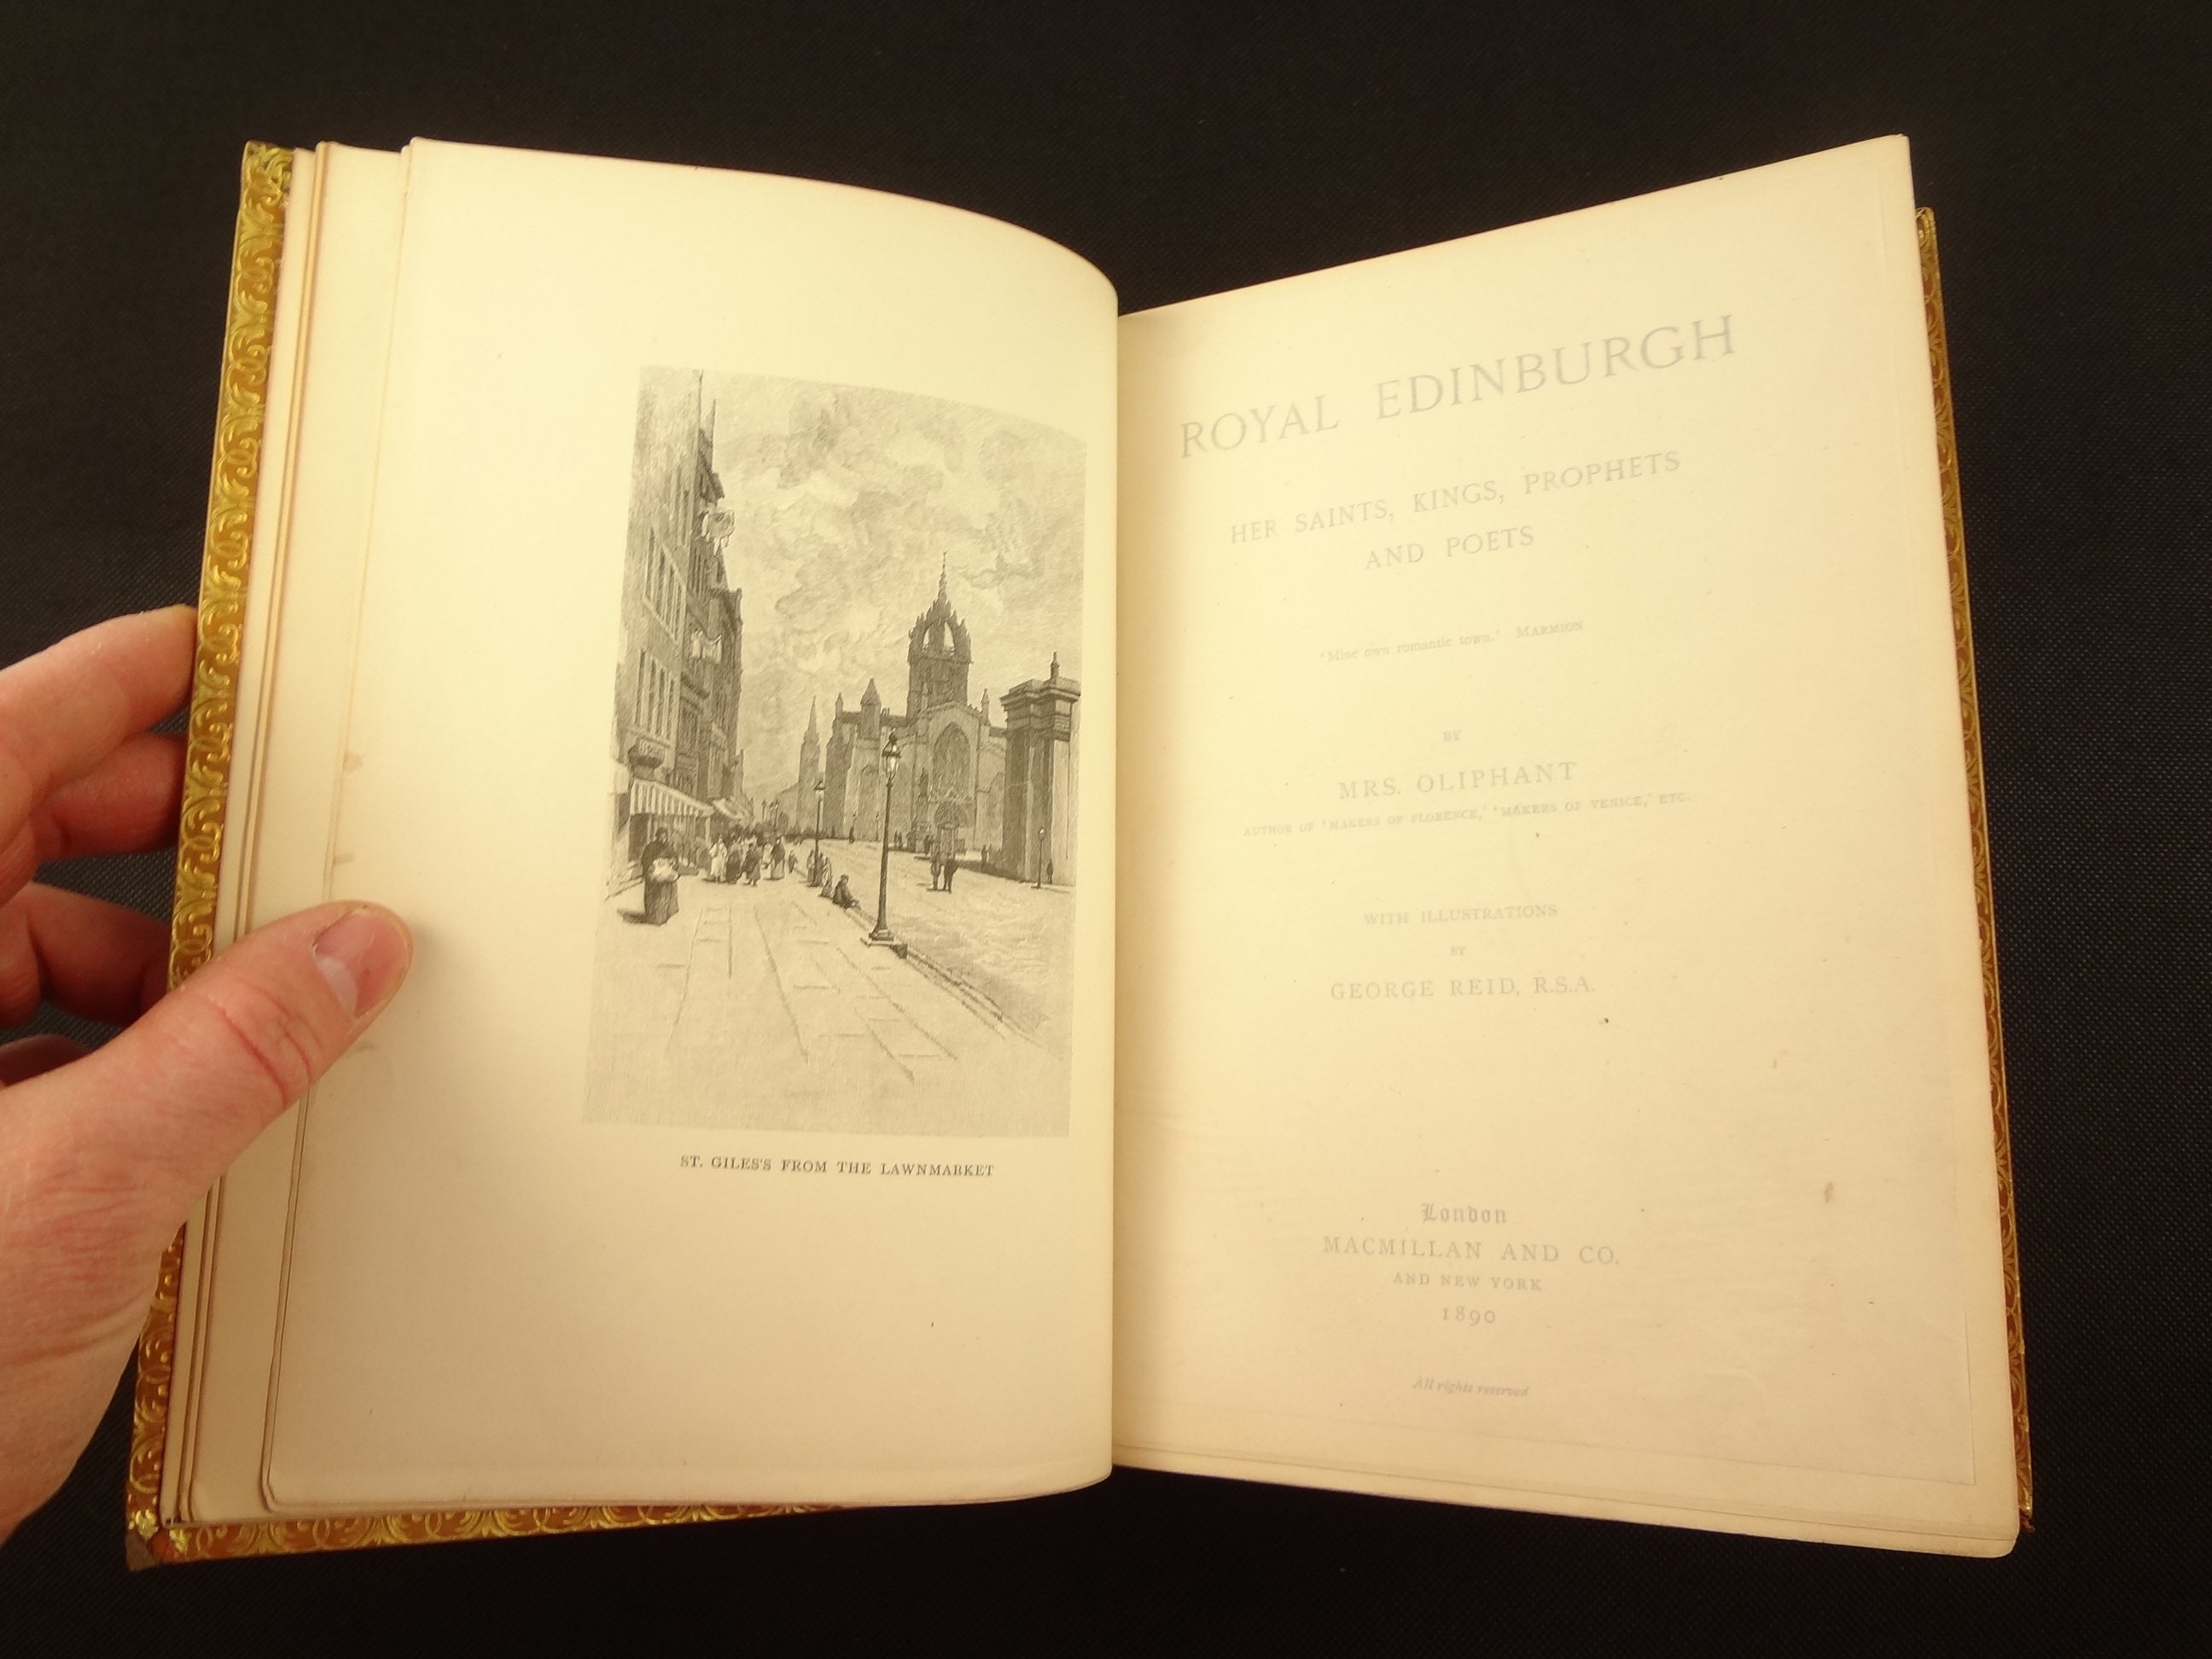 ST. GILES'S FROM THE LAWNMARKET
ROYAL EDINBURGH
HER SAINTS, KINGS, PROPHETS
AND POETS
'Mine own romantic town.' MARMION
BY
MRS. OLIPHANT
AUTHOR OF 'MAKERS OF FLORENCE,' 'MAKERS OF VENICE,' ETC.
WITH ILLUSTRATIONS
BY
GEORGE REID, R.S.A.
London
MACMILLAN AND CO.
AND NEW YORK
1890
All rights reserved